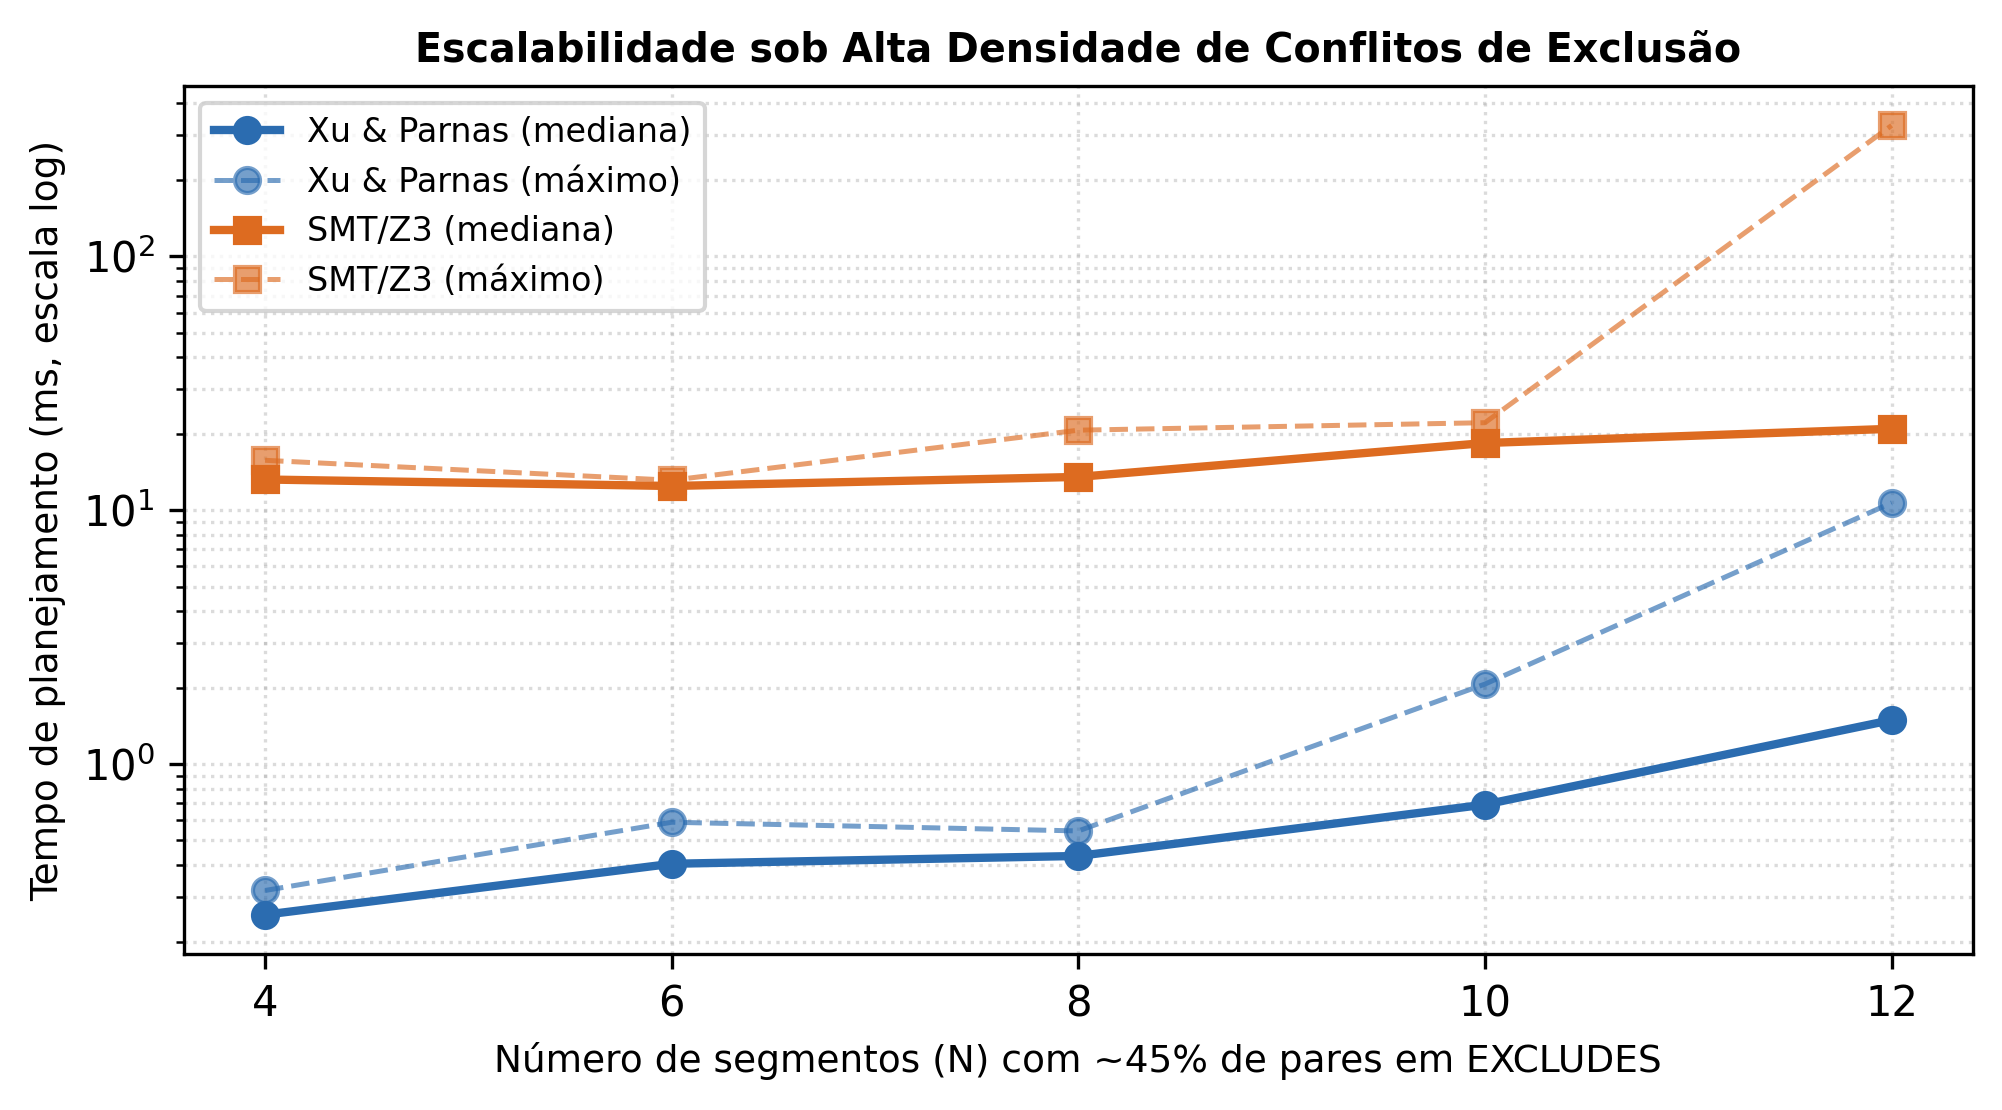 Escalabilidade sob Alta Densidade de Conflitos de Exclusão
Xu & Parnas (mediana)
Xu & Parnas (máximo)
SMT/Z3 (mediana)
SMT/Z3 (máximo)
Tempo de planejamento (ms, escala log)
10²
10¹
10⁰
4 6 8 10 12
Número de segmentos (N) com ~45% de pares em EXCLUDES